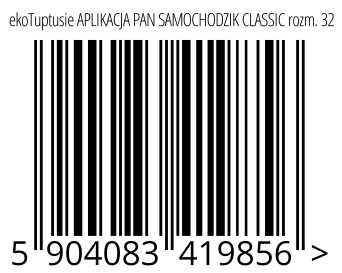 ekoTuptusie APLIKACJA PAN SAMOCHODZIK CLASSIC rozm. 32
5 904083 419856 >